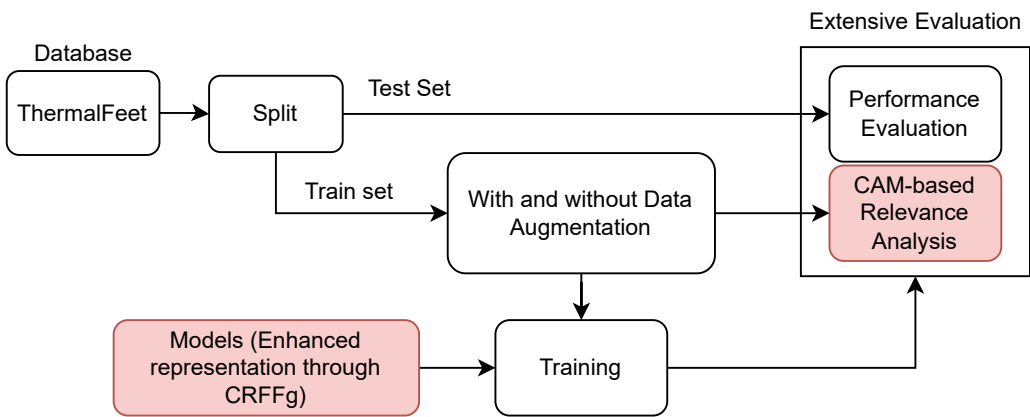 Extensive Evaluation
Database
ThermalFeet
Split
Test Set
Performance
Evaluation
Train set
With and without Data
Augmentation
CAM-based
Relevance
Analysis
Models (Enhanced
representation through
CRFFg)
Training